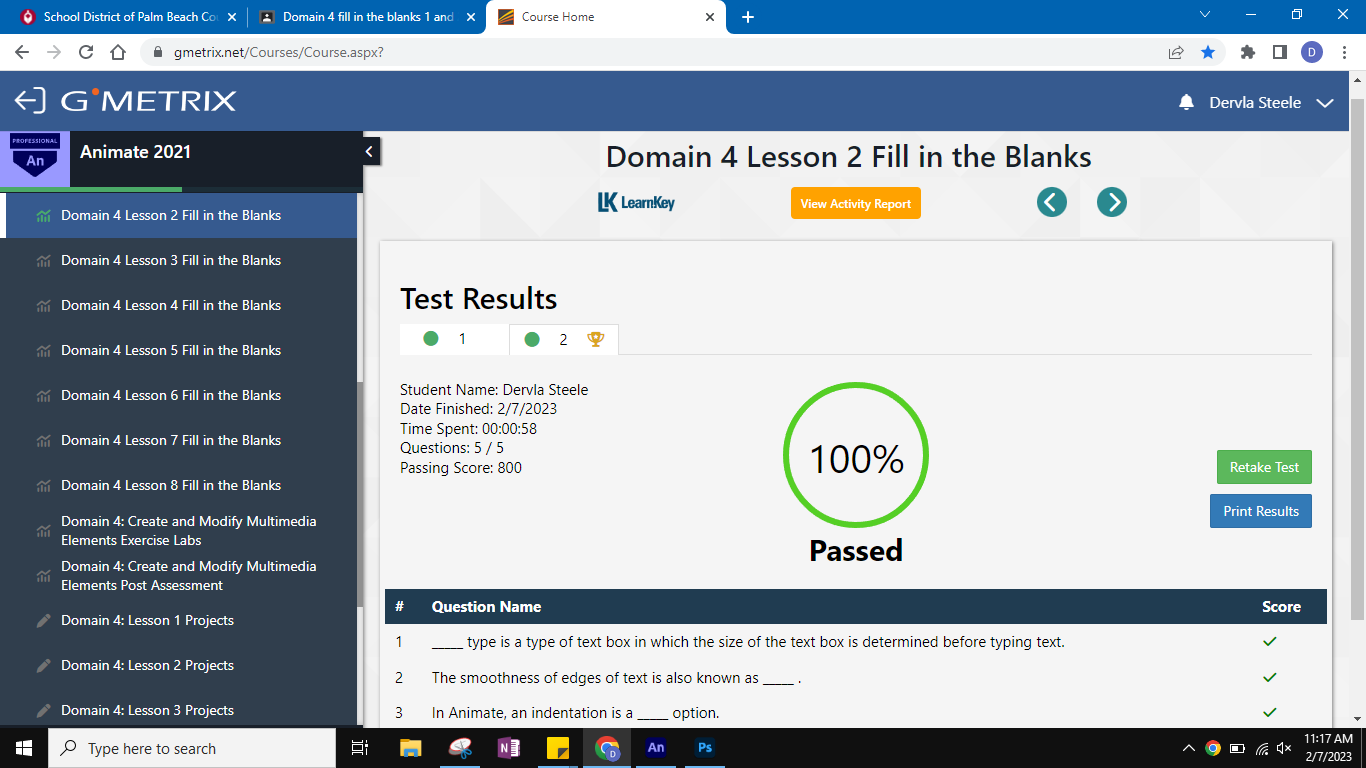 School District of Palm Beach Co
Domain 4 fill in the blanks 1 and
Course Home
gmetrix.net/Courses/Course.aspx?
D
G METRIX
Dervla Steele
PROFESSIONAL
An
Animate 2021
Domain 4 Lesson 2 Fill in the Blanks
Domain 4 Lesson 3 Fill in the Blanks
Domain 4 Lesson 4 Fill in the Blanks
Domain 4 Lesson 5 Fill in the Blanks
Domain 4 Lesson 6 Fill in the Blanks
Domain 4 Lesson 7 Fill in the Blanks
Domain 4 Lesson 8 Fill in the Blanks
Domain 4: Create and Modify Multimedia
Elements Exercise Labs
Domain 4: Create and Modify Multimedia
Elements Post Assessment
Domain 4: Lesson 1 Projects
Domain 4: Lesson 2 Projects
Domain 4: Lesson 3 Projects
Domain 4 Lesson 2 Fill in the Blanks
LK LearnKey
View Activity Report
Test Results
1
2
Student Name: Dervla Steele
Date Finished: 2/7/2023
Time Spent: 00:00:58
Questions: 5 / 5
Passing Score: 800
100%
Passed
Retake Test
Print Results
# Question Name Score
1 _____ type is a type of text box in which the size of the text box is determined before typing text.
2 The smoothness of edges of text is also known as _____ .
3 In Animate, an indentation is a _____ option.
Type here to search
N
D
An
Ps
11:17 AM
2/7/2023